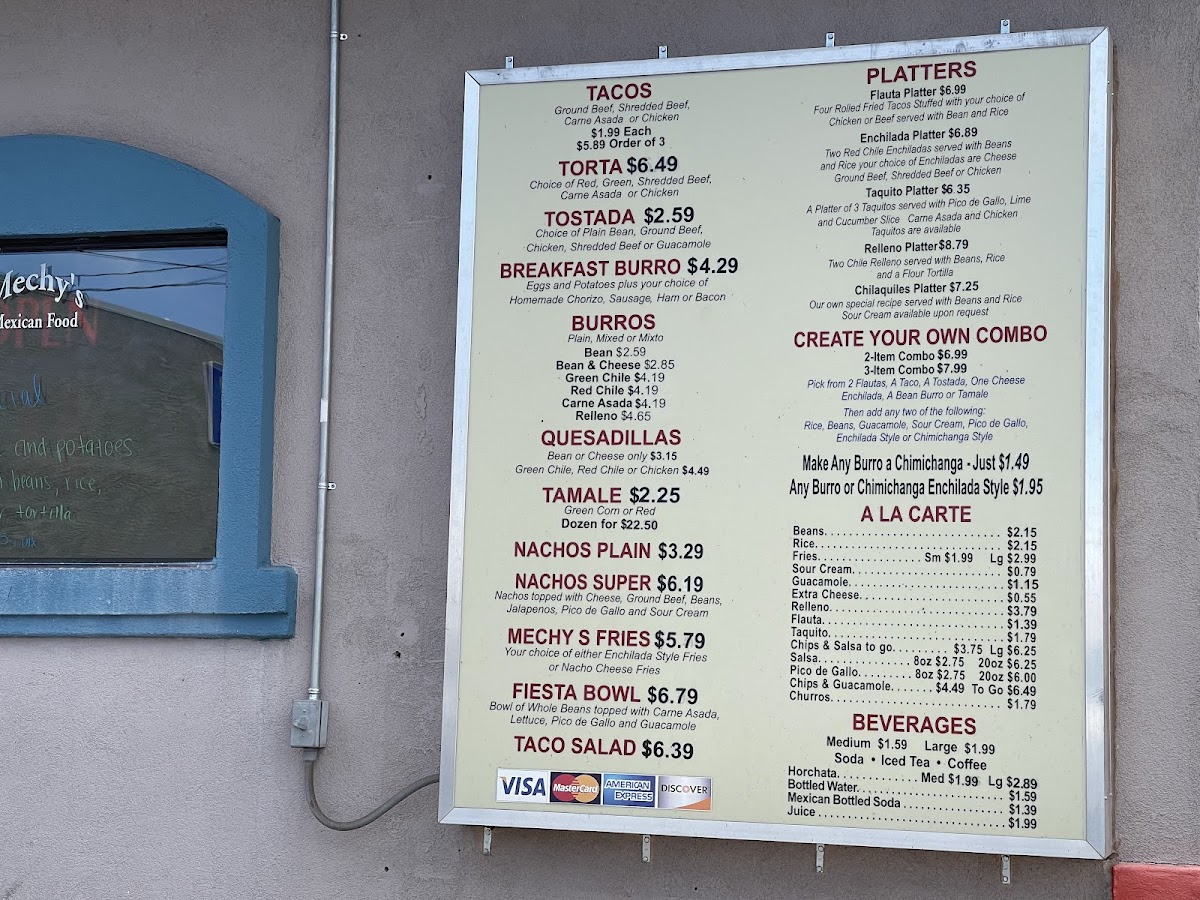 Mechy's
Mexican Food
OPEN
and potatoes
beans, rice,
tortilla
TACOS
Ground Beef, Shredded Beef,
Carne Asada or Chicken
$1.99 Each
$5.89 Order of 3
TORTA $6.49
Choice of Red, Green, Shredded Beef,
Carne Asada or Chicken
TOSTADA $2.59
Choice of Plain Bean, Ground Beef,
Chicken, Shredded Beef or Guacamole
BREAKFAST BURRO $4.29
Eggs and Potatoes plus your choice of
Homemade Chorizo, Sausage, Ham or Bacon
BURROS
Plain, Mixed or Mixto
Bean $2.59
Bean & Cheese $2.85
Green Chile $4.19
Red Chile $4.19
Carne Asada $4.19
Relleno $4.65
QUESADILLAS
Bean or Cheese only $3.15
Green Chile, Red Chile or Chicken $4.49
TAMALE $2.25
Green Corn or Red
Dozen for $22.50
NACHOS PLAIN $3.29
NACHOS SUPER $6.19
Nachos topped with Cheese, Ground Beef, Beans,
Jalapenos, Pico de Gallo and Sour Cream
MECHY S FRIES $5.79
Your choice of either Enchilada Style Fries
or Nacho Cheese Fries
FIESTA BOWL $6.79
Bowl of Whole Beans topped with Carne Asada,
Lettuce, Pico de Gallo and Guacamole
TACO SALAD $6.39
VISA MasterCard AMERICAN EXPRESS DISCOVER
PLATTERS
Flauta Platter $6.99
Four Rolled Fried Tacos Stuffed with your choice of
Chicken or Beef served with Bean and Rice
Enchilada Platter $6.89
Two Red Chile Enchiladas served with Beans
and Rice your choice of Enchiladas are Cheese
Ground Beef, Shredded Beef or Chicken
Taquito Platter $6.35
A Platter of 3 Taquitos served with Pico de Gallo, Lime
and Cucumber Slice Carne Asada and Chicken
Taquitos are available
Relleno Platter $8.79
Two Chile Relleno served with Beans, Rice
and a Flour Tortilla
Chilaquiles Platter $7.25
Our own special recipe served with Beans and Rice
Sour Cream available upon request
CREATE YOUR OWN COMBO
2-Item Combo $6.99
3-Item Combo $7.99
Pick from 2 Flautas, A Taco, A Tostada, One Cheese
Enchilada, A Bean Burro or Tamale
Then add any two of the following:
Rice, Beans, Guacamole, Sour Cream, Pico de Gallo,
Enchilada Style or Chimichanga Style
Make Any Burro a Chimichanga - Just $1.49
Any Burro or Chimichanga Enchilada Style $1.95
A LA CARTE
Beans $2.15
Rice $2.15
Fries Sm $1.99 Lg $2.99
Sour Cream $0.79
Guacamole $1.15
Extra Cheese $0.55
Relleno $3.79
Flauta $1.39
Taquito $1.79
Chips & Salsa to go $3.75 Lg $6.25
Salsa 8oz $2.75 20oz $6.25
Pico de Gallo 8oz $2.75 20oz $6.00
Chips & Guacamole $4.49 To Go $6.49
Churros $1.79
BEVERAGES
Medium $1.59 Large $1.99
Soda • Iced Tea • Coffee
Horchata Med $1.99 Lg $2.89
Bottled Water $1.59
Mexican Bottled Soda $1.39
Juice $1.99